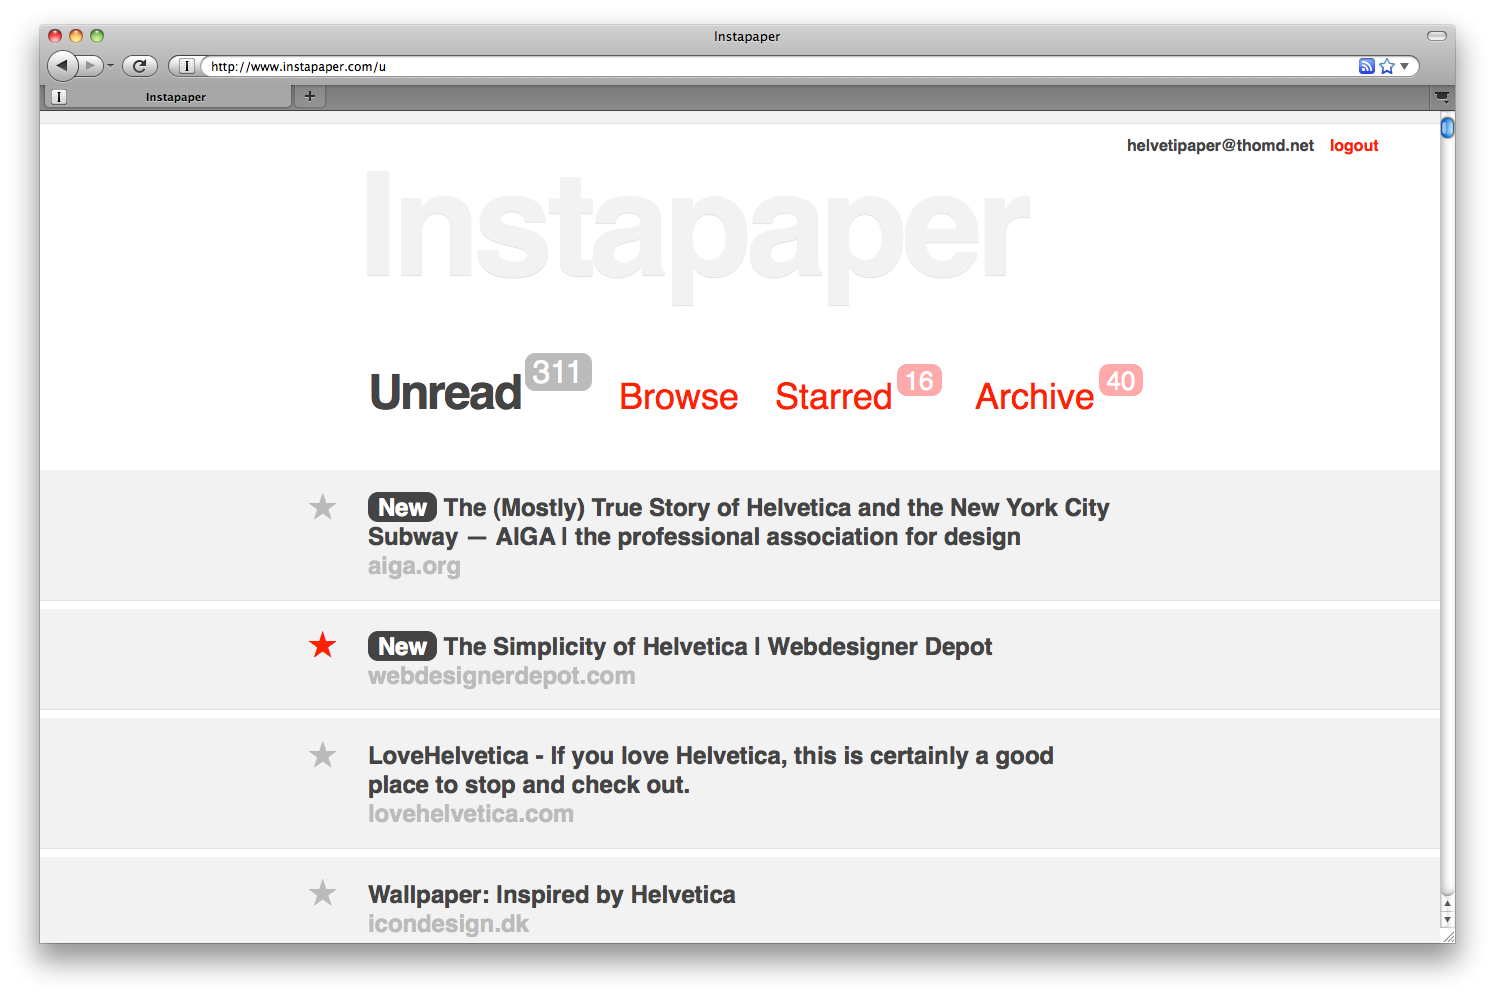 Instapaper
I http://www.instapaper.com/u
I Instapaper +
helvetipaper@thomd.net logout
Instapaper
Unread 311 Browse Starred 16 Archive 40
New The (Mostly) True Story of Helvetica and the New York City
Subway — AIGA | the professional association for design
aiga.org
New The Simplicity of Helvetica | Webdesigner Depot
webdesignerdepot.com
LoveHelvetica - If you love Helvetica, this is certainly a good
place to stop and check out.
lovehelvetica.com
Wallpaper: Inspired by Helvetica
icondesign.dk